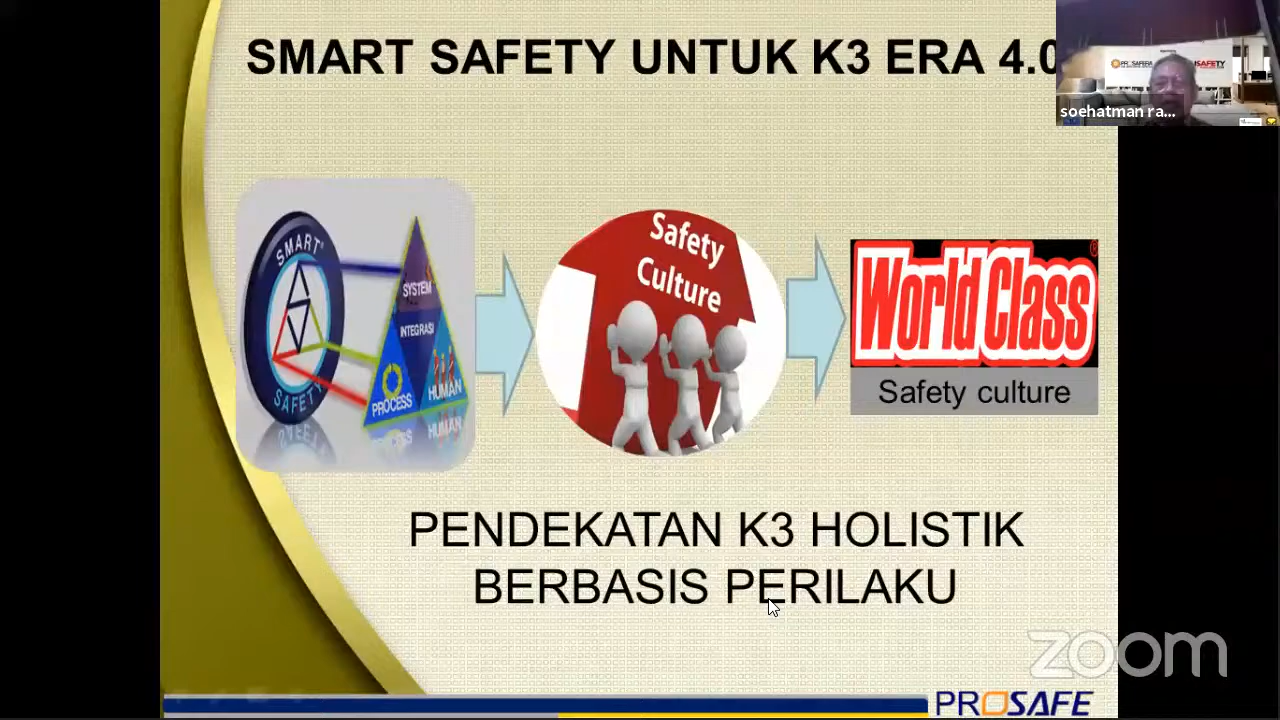 SMART SAFETY UNTUK K3 ERA 4.0
soehatman ra...
SMART
SAFETY
SYSTEM
INTEGRASI
PROCESS
HUMAN
Safety
Culture
World Class
Safety culture
PENDEKATAN K3 HOLISTIK
BERBASIS PERILAKU
zoom
PROSAFE